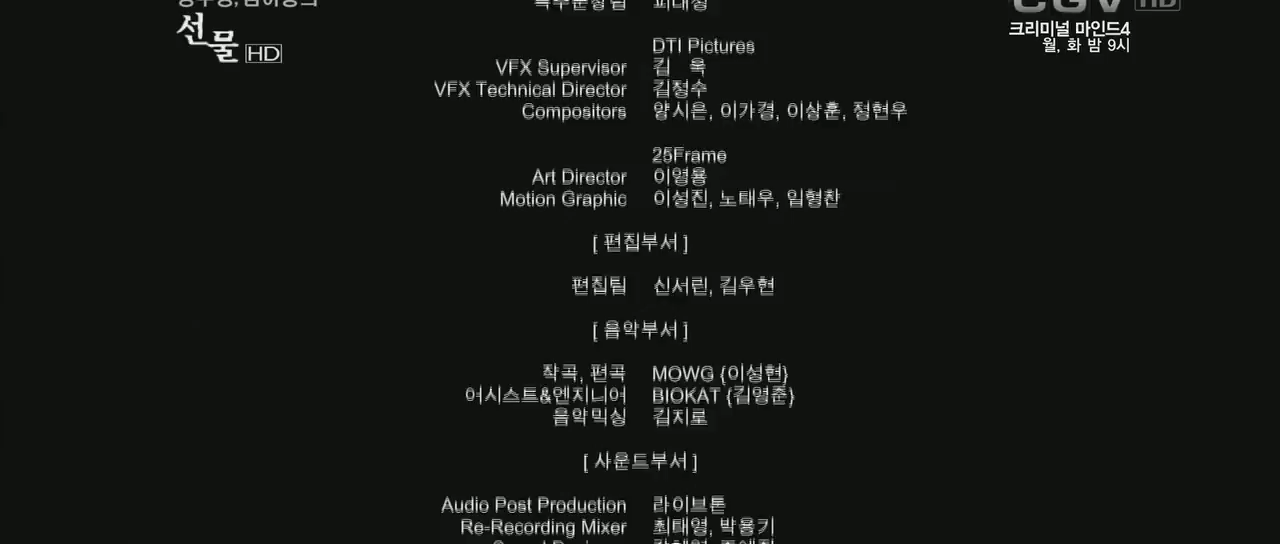 선물 HD
CGV HD
크리미널 마인드4
월, 화 밤 9시
DTI Pictures
VFX Supervisor 김 욱
VFX Technical Director 김정수
Compositors 양시은, 이가경, 이상훈, 정현우
25Frame
Art Director 이영용
Motion Graphic 이성진, 노태우, 임형찬
[ 편집부서 ]
편집팀 신서린, 김우현
[ 음악부서 ]
작곡, 편곡 MOWG {이성현}
어시스트&엔지니어 BIOKAT {김영준}
음악믹싱 김지로
[ 사운드부서 ]
Audio Post Production 라이브톤
Re-Recording Mixer 최태영, 박용기